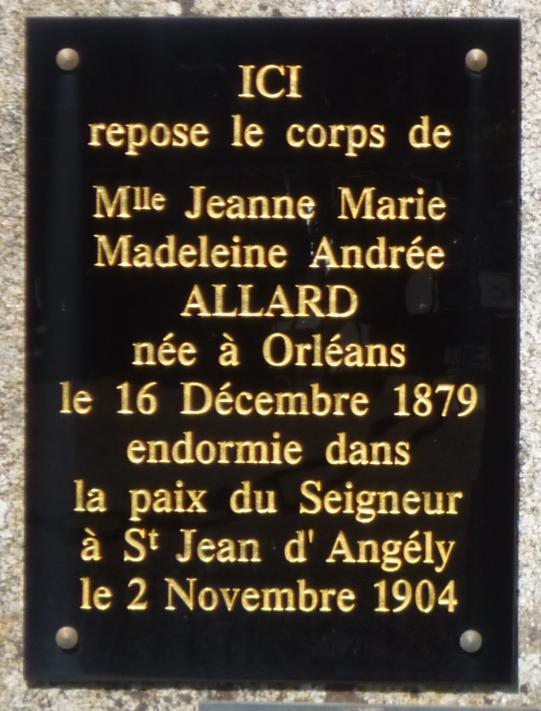 ICI
repose le corps de
Mlle Jeanne Marie
Madeleine Andrée
ALLARD
née à Orléans
le 16 Décembre 1879
endormie dans
la paix du Seigneur
à St Jean d'Angély
le 2 Novembre 1904